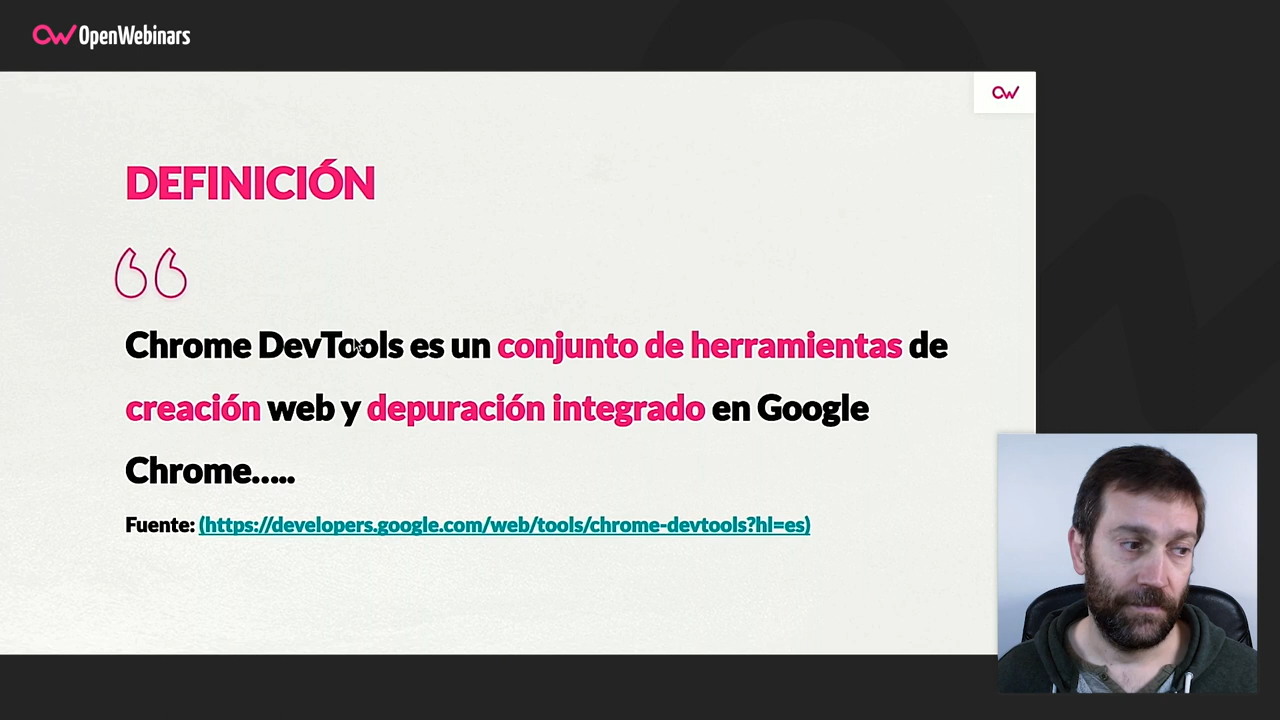 OpenWebinars
DEFINICIÓN
Chrome DevTools es un conjunto de herramientas de
creación web y depuración integrado en Google
Chrome.....
Fuente: (https://developers.google.com/web/tools/chrome-devtools?hl=es)